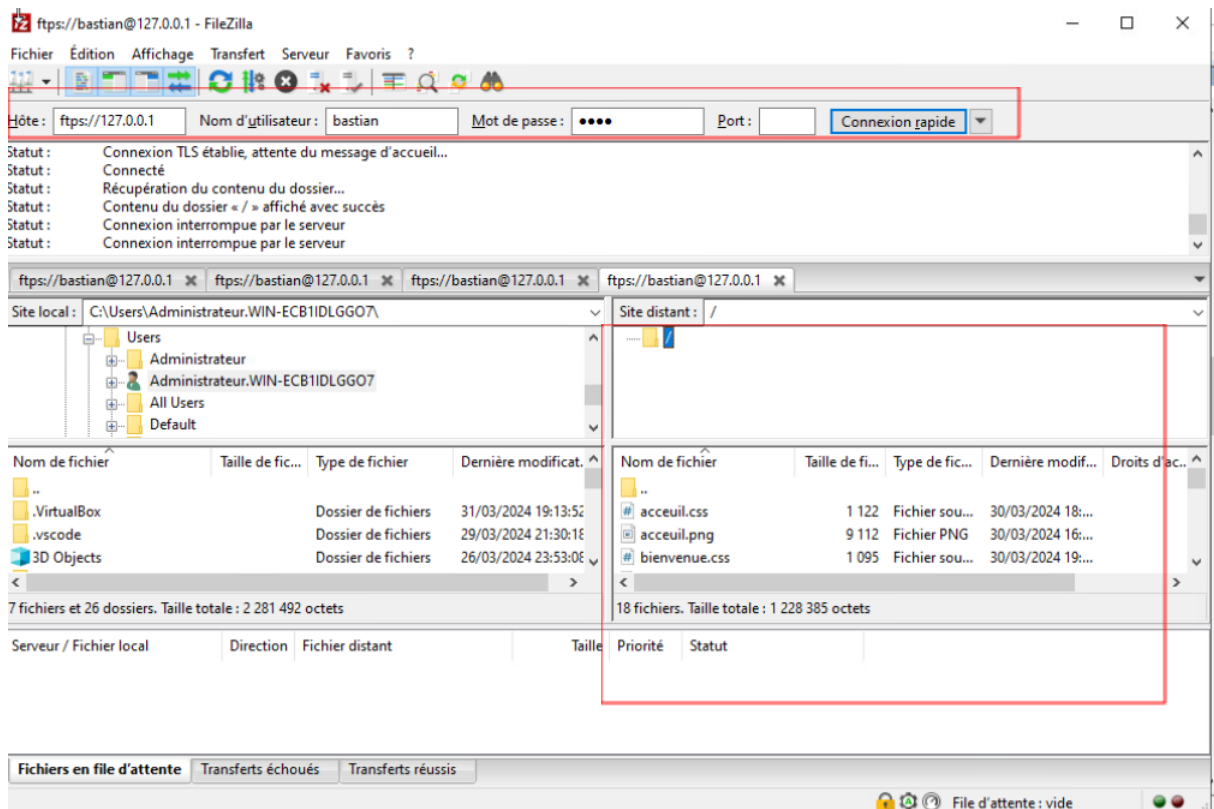 ftps://bastian@127.0.0.1 - FileZilla
Fichier Édition Affichage Transfert Serveur Favoris ?
Hôte : ftps://127.0.0.1 Nom d'utilisateur : bastian Mot de passe : •••• Port : Connexion rapide
Statut : Connexion TLS établie, attente du message d'accueil...
Statut : Connecté
Statut : Récupération du contenu du dossier...
Statut : Contenu du dossier « / » affiché avec succès
Statut : Connexion interrompue par le serveur
Statut : Connexion interrompue par le serveur
ftps://bastian@127.0.0.1 ftps://bastian@127.0.0.1 ftps://bastian@127.0.0.1 ftps://bastian@127.0.0.1
Site local : C:\Users\Administrateur.WIN-ECB1IDLGGO7\
Users
Administrateur
Administrateur.WIN-ECB1IDLGGO7
All Users
Default
Site distant : /
/
Nom de fichier Taille de fic... Type de fichier Dernière modificat.
..
.VirtualBox Dossier de fichiers 31/03/2024 19:13:52
.vscode Dossier de fichiers 29/03/2024 21:30:18
3D Objects Dossier de fichiers 26/03/2024 23:53:08
7 fichiers et 26 dossiers. Taille totale : 2 281 492 octets
Nom de fichier Taille de fi... Type de fic... Dernière modif... Droits d'ac...
..
acceuil.css 1 122 Fichier sou... 30/03/2024 18:...
acceuil.png 9 112 Fichier PNG 30/03/2024 16:...
bienvenue.css 1 095 Fichier sou... 30/03/2024 19:...
18 fichiers. Taille totale : 1 228 385 octets
Serveur / Fichier local Direction Fichier distant Taille Priorité Statut
Fichiers en file d'attente Transferts échoués Transferts réussis
File d'attente : vide